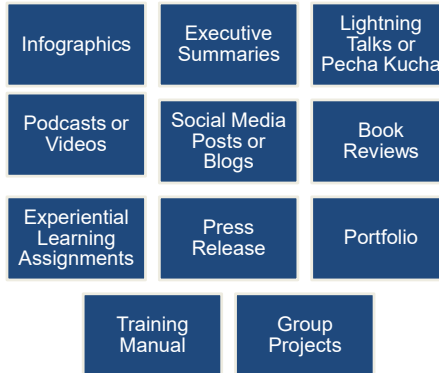 Infographics
Executive
Summaries
Lightning
Talks or
Pecha Kucha
Podcasts or
Videos
Social Media
Posts or
Blogs
Book
Reviews
Experiential
Learning
Assignments
Press
Release
Portfolio
Training
Manual
Group
Projects